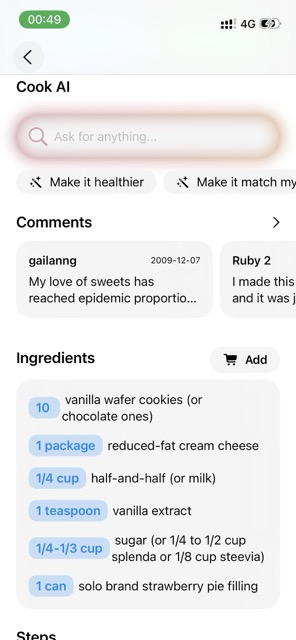 00:49
4G
Cook AI
Ask for anything...
Make it healthier
Make it match my
Comments
gailanng 2009-12-07
My love of sweets has
reached epidemic proportio...
Ruby 2
I made this
and it was j
Ingredients
Add
10 vanilla wafer cookies (or
chocolate ones)
1 package reduced-fat cream cheese
1/4 cup half-and-half (or milk)
1 teaspoon vanilla extract
1/4-1/3 cup sugar (or 1/4 to 1/2 cup
splenda or 1/8 cup steevia)
1 can solo brand strawberry pie filling
Steps